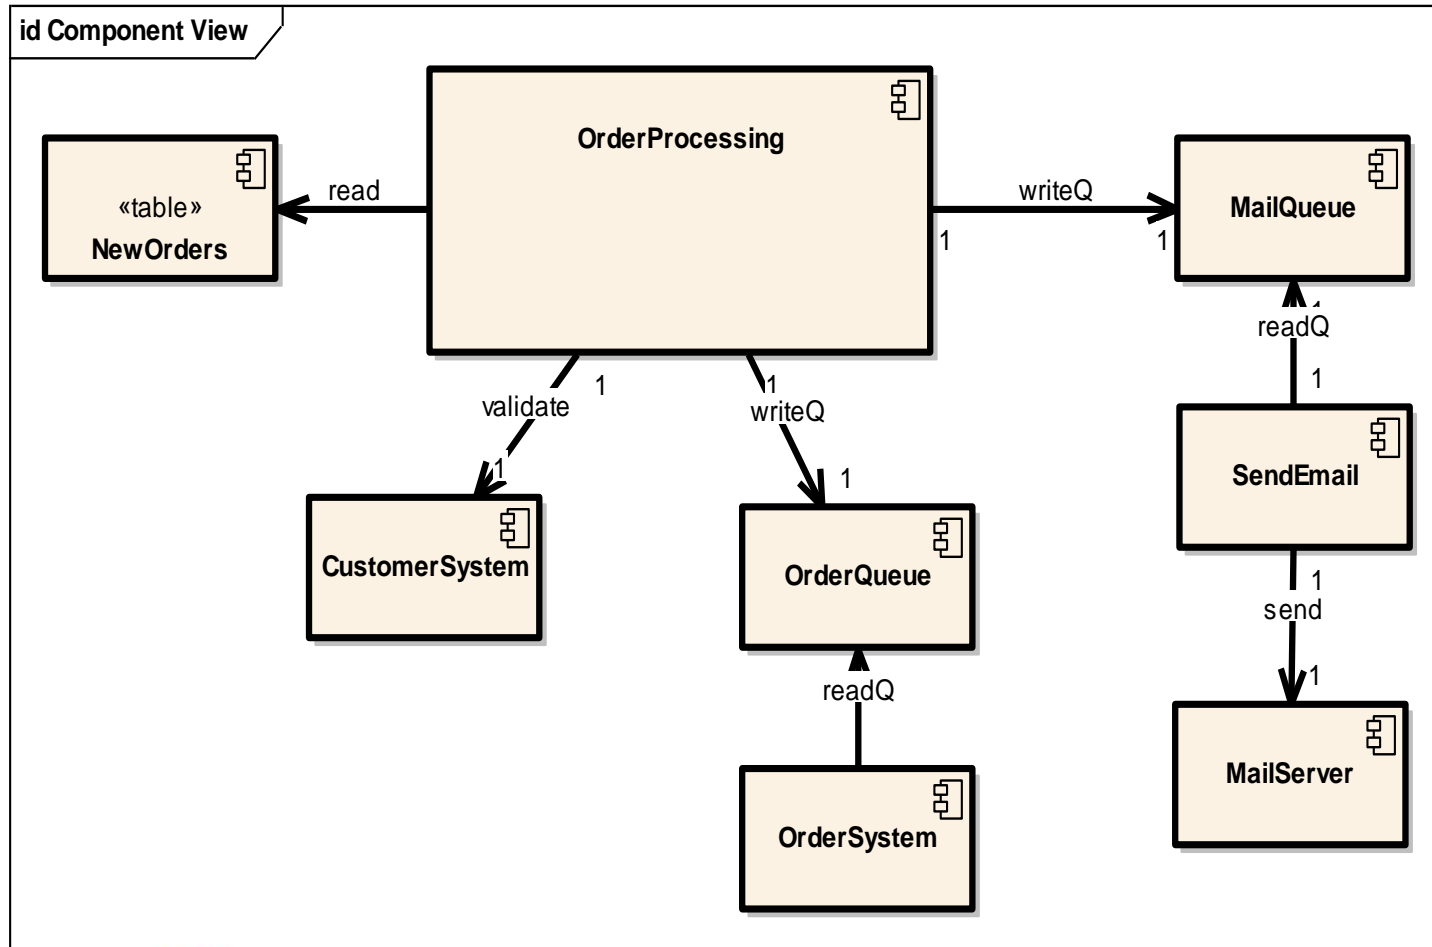 id Component View
OrderProcessing
«table»
NewOrders
read
writeQ
1
1
MailQueue
1
readQ
1
validate
1
1
1
writeQ
1
SendEmail
CustomerSystem
OrderQueue
1
send
1
readQ
MailServer
OrderSystem